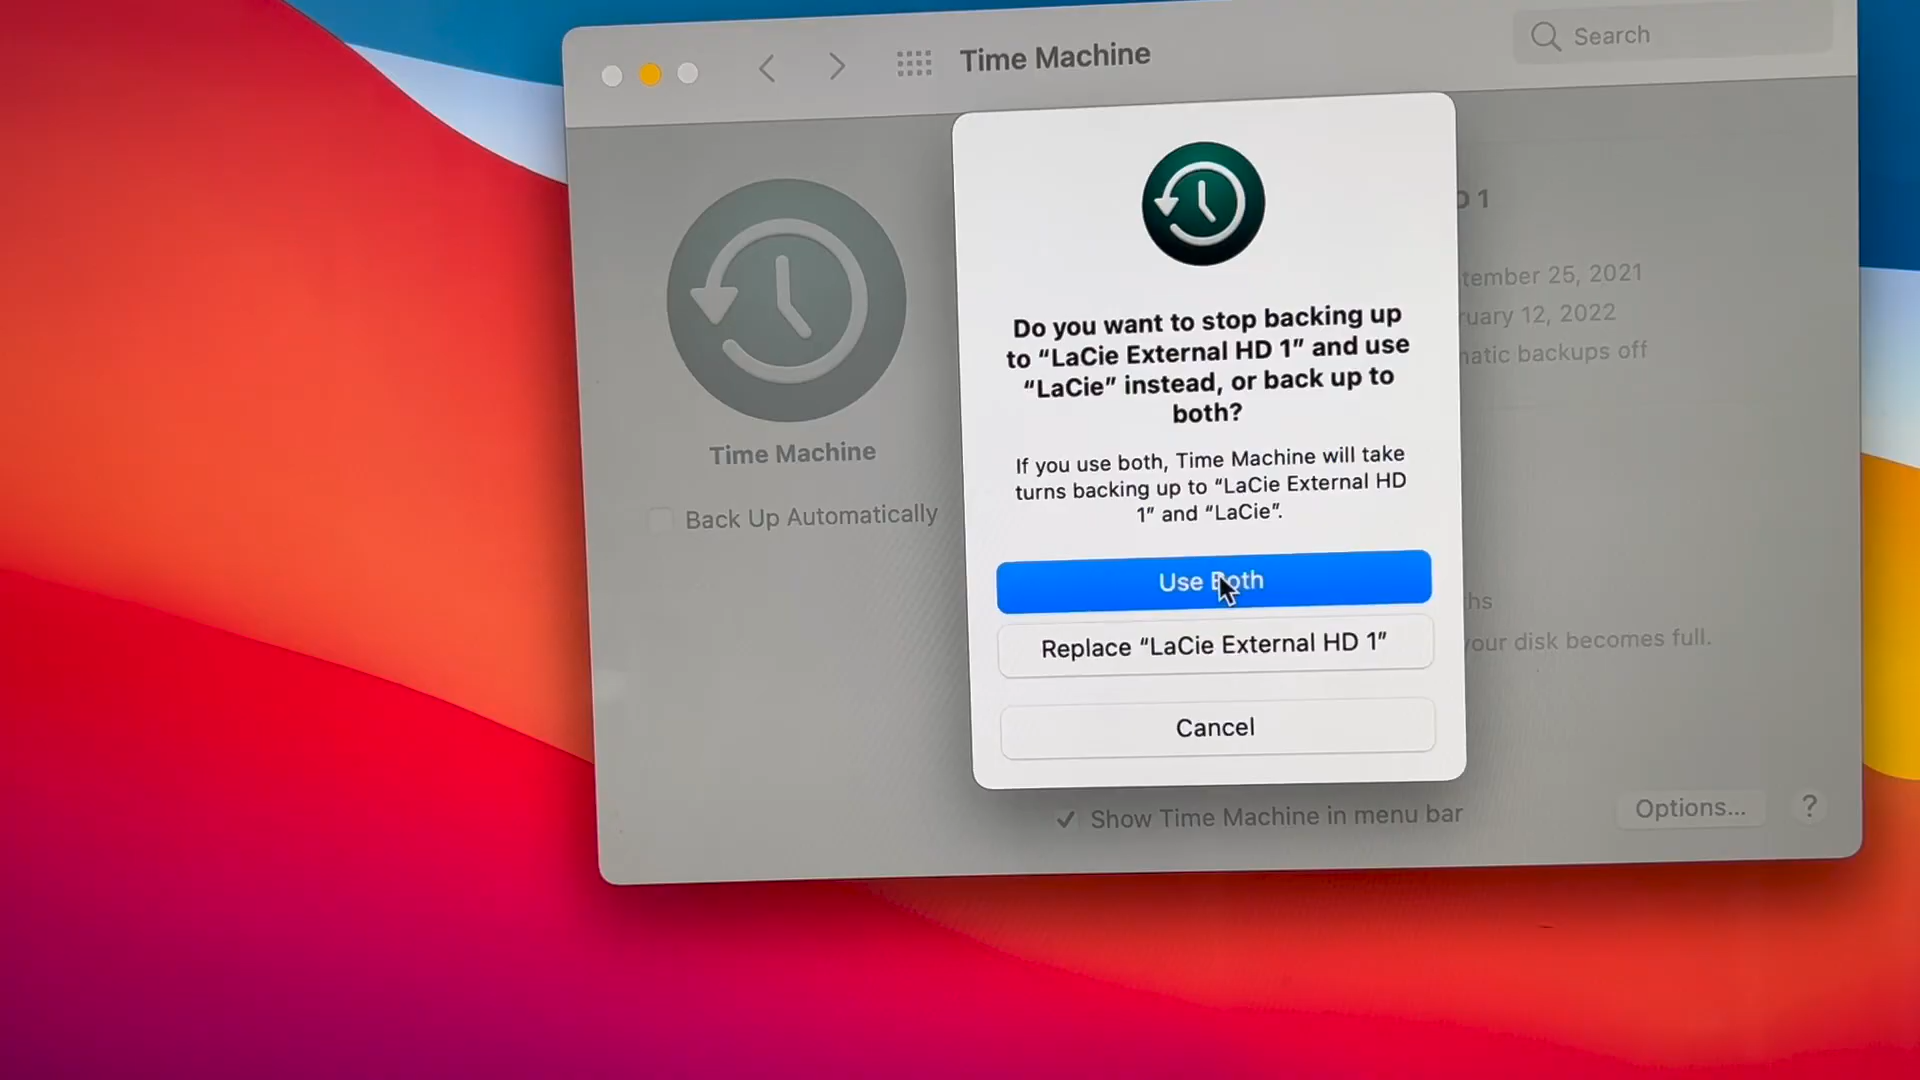 Time Machine
Search
D 1
tember 25, 2021
ruary 12, 2022
natic backups off
Do you want to stop backing up
to “LaCie External HD 1” and use
“LaCie” instead, or back up to
both?
Time Machine
If you use both, Time Machine will take
turns backing up to “LaCie External HD
1” and “LaCie”.
Back Up Automatically
Use Both
hs
Replace “LaCie External HD 1”
your disk becomes full.
Cancel
Show Time Machine in menu bar
Options...
?